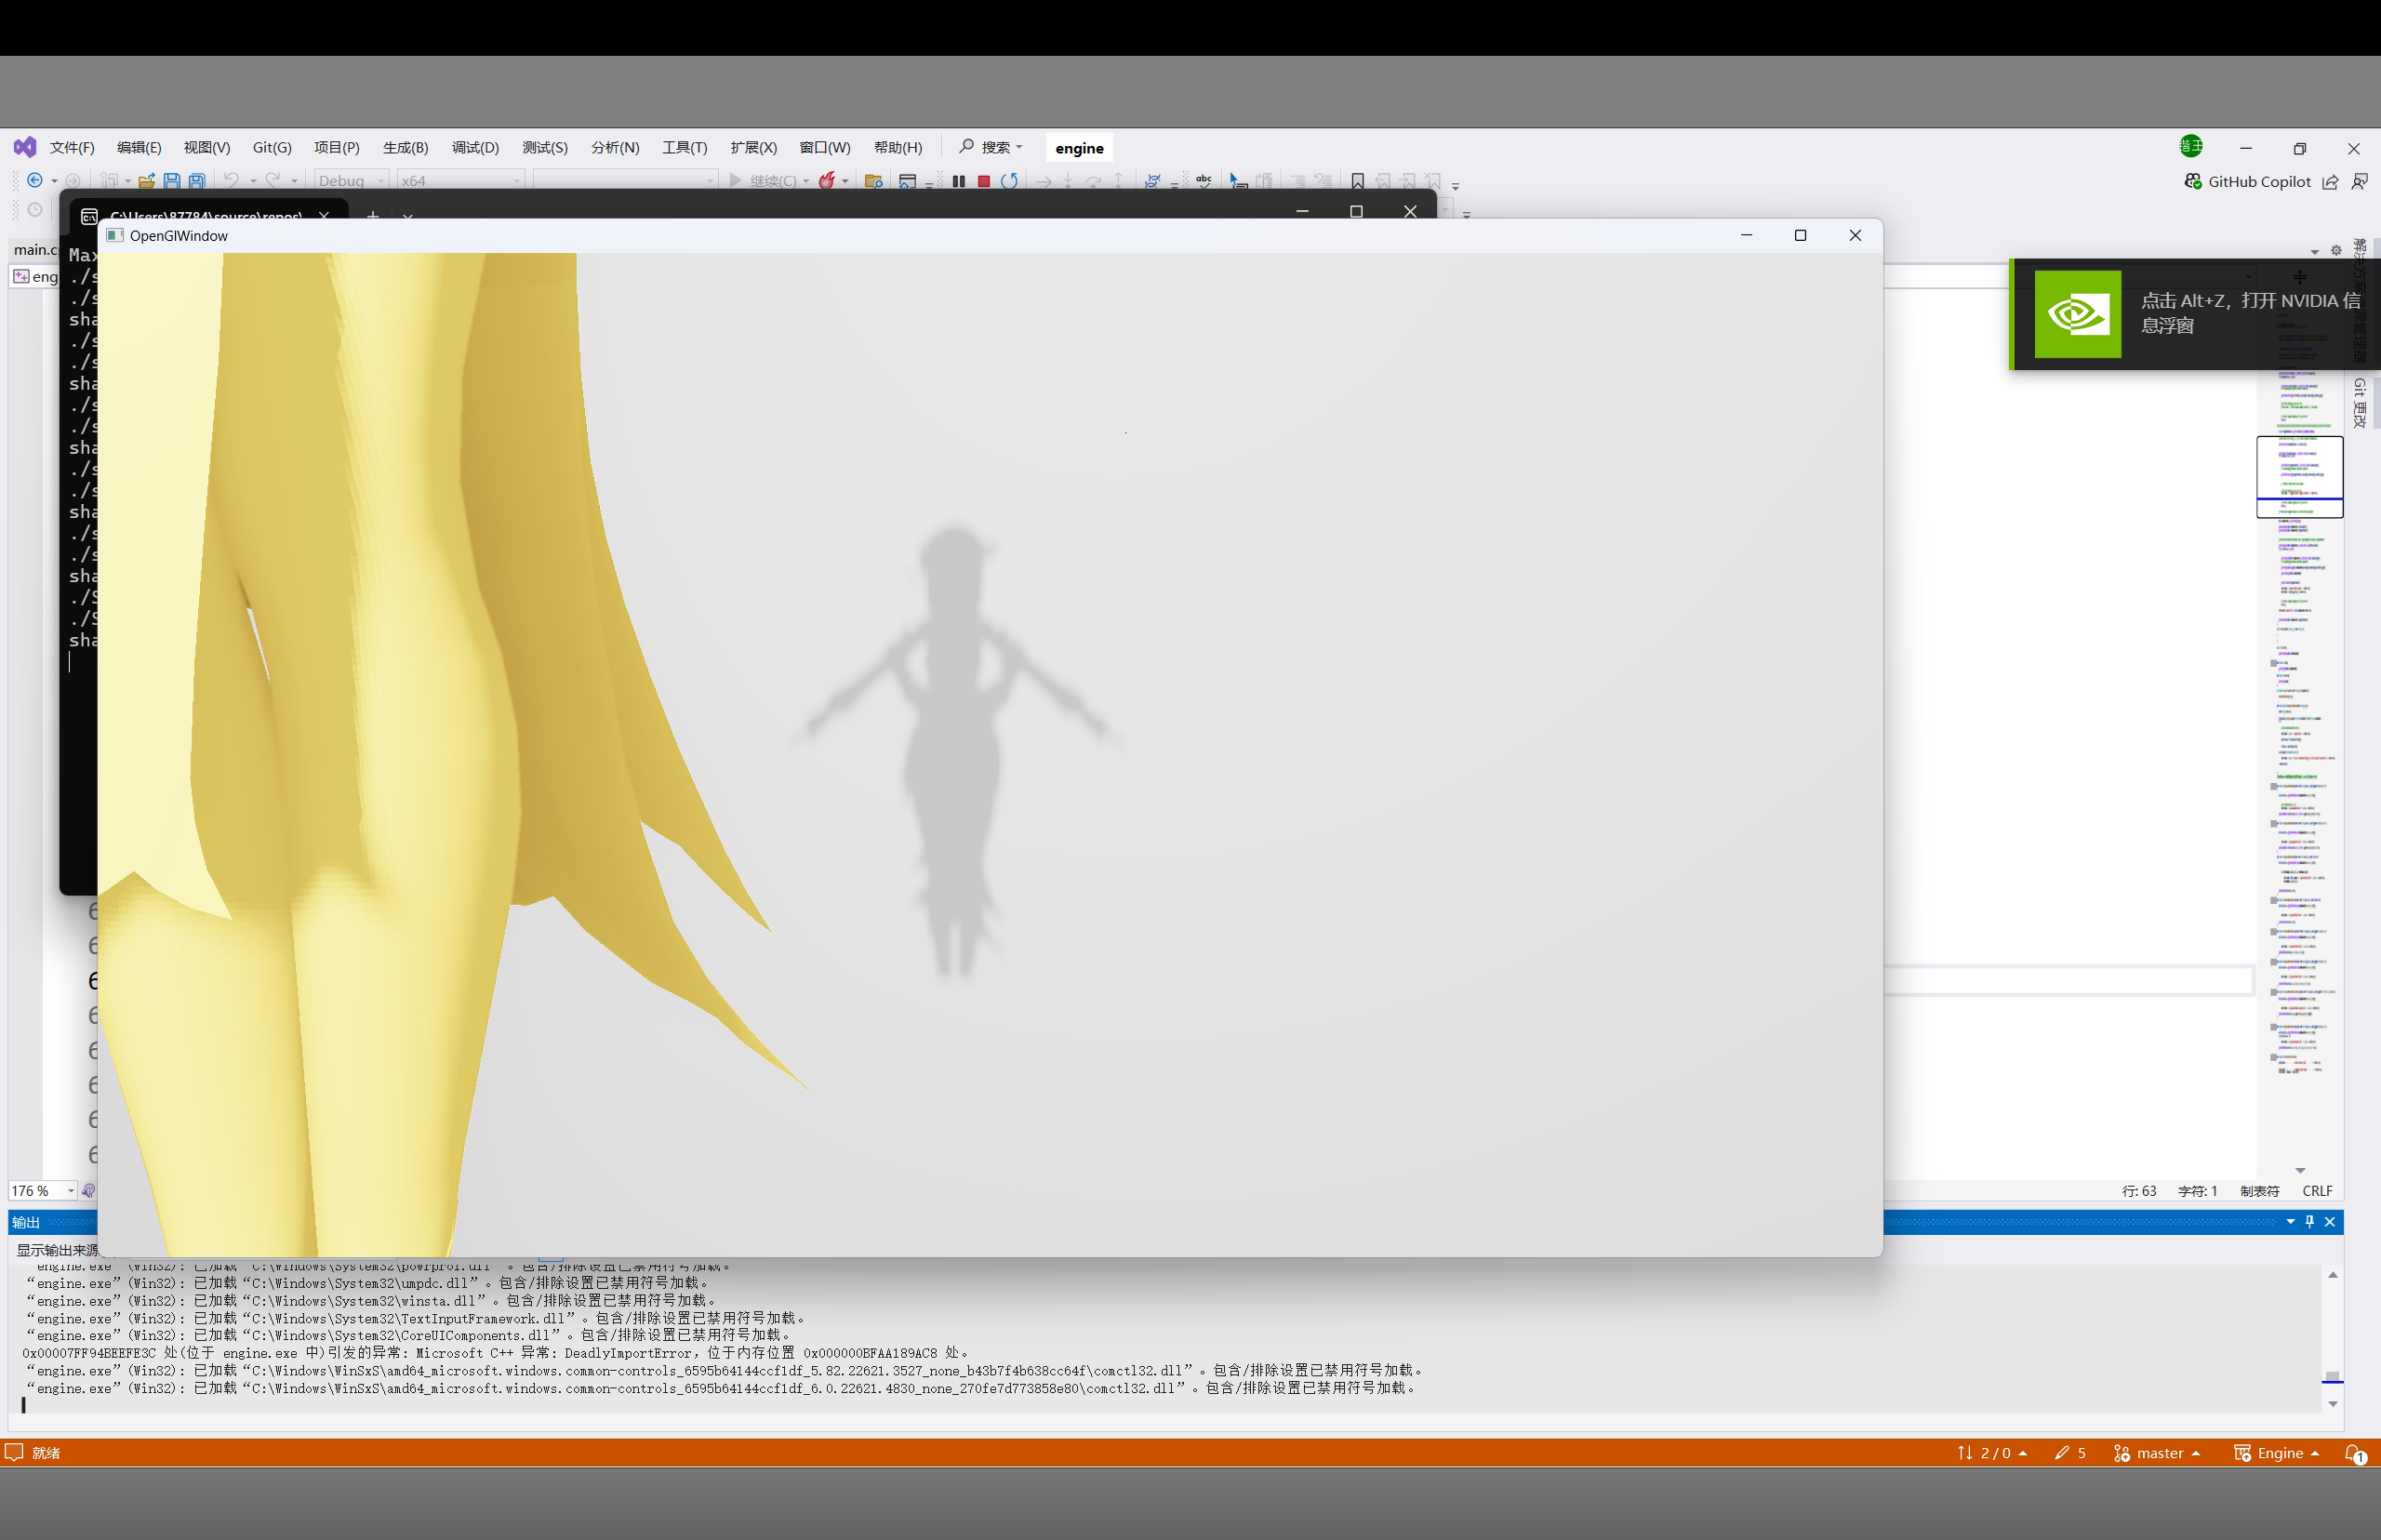 文件(F) 编辑(E) 视图(V) Git(G) 项目(P) 生成(B) 调试(D) 测试(S) 分析(N) 工具(T) 扩展(X) 窗口(W) 帮助(H) 搜索 engine
Debug x64 继续(C) GitHub Copilot
C:\Users\87784\source\repos\
OpenGlWindow
main.c
Max
eng
./s
./s
sha
./s
./s
sha
./s
./s
sha
./s
./s
sha
./s
./s
sha
./S
./S
sha
点击 Alt+Z，打开 NVIDIA 信
息浮窗
Git 更改
6
6
6
6
6
6
6
6
176 % 行: 63 字符: 1 制表符 CRLF
输出
显示输出来源
“engine.exe”(Win32): 已加载“C:\Windows\System32\powrprof.dll”。包含/排除设置已禁用符号加载。
“engine.exe”(Win32): 已加载“C:\Windows\System32\umpdc.dll”。包含/排除设置已禁用符号加载。
“engine.exe”(Win32): 已加载“C:\Windows\System32\winsta.dll”。包含/排除设置已禁用符号加载。
“engine.exe”(Win32): 已加载“C:\Windows\System32\TextInputFramework.dll”。包含/排除设置已禁用符号加载。
“engine.exe”(Win32): 已加载“C:\Windows\System32\CoreUIComponents.dll”。包含/排除设置已禁用符号加载。
0x00007FF94BEEFE3C 处(位于 engine.exe 中)引发的异常: Microsoft C++ 异常: DeadlyImportError，位于内存位置 0x000000BFAA189AC8 处。
“engine.exe”(Win32): 已加载“C:\Windows\WinSxS\amd64_microsoft.windows.common-controls_6595b64144ccf1df_5.82.22621.3527_none_b43b7f4b638cc64f\comctl32.dll”。包含/排除设置已禁用符号加载。
“engine.exe”(Win32): 已加载“C:\Windows\WinSxS\amd64_microsoft.windows.common-controls_6595b64144ccf1df_6.0.22621.4830_none_270fe7d773858e80\comctl32.dll”。包含/排除设置已禁用符号加载。
就绪 2 / 0 5 master Engine 1